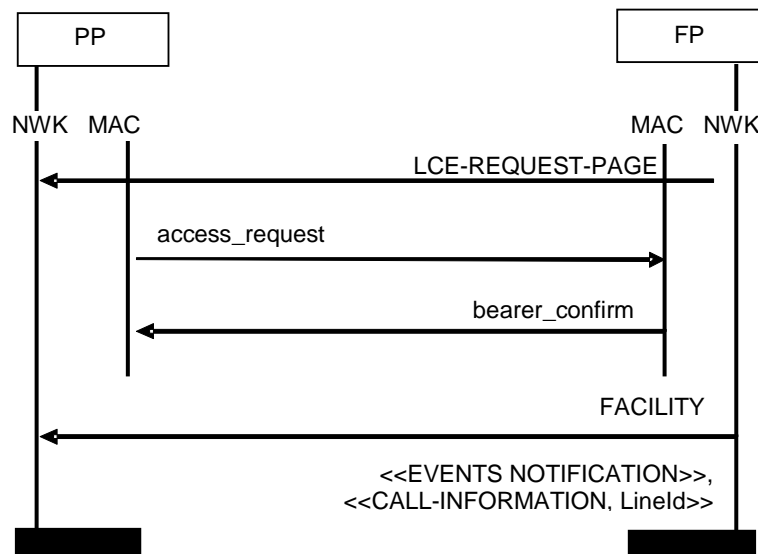 PP FP
NWK MAC MAC NWK
LCE-REQUEST-PAGE
access_request
bearer_confirm
FACILITY
<<EVENTS NOTIFICATION>>,
<<CALL-INFORMATION, LineId>>